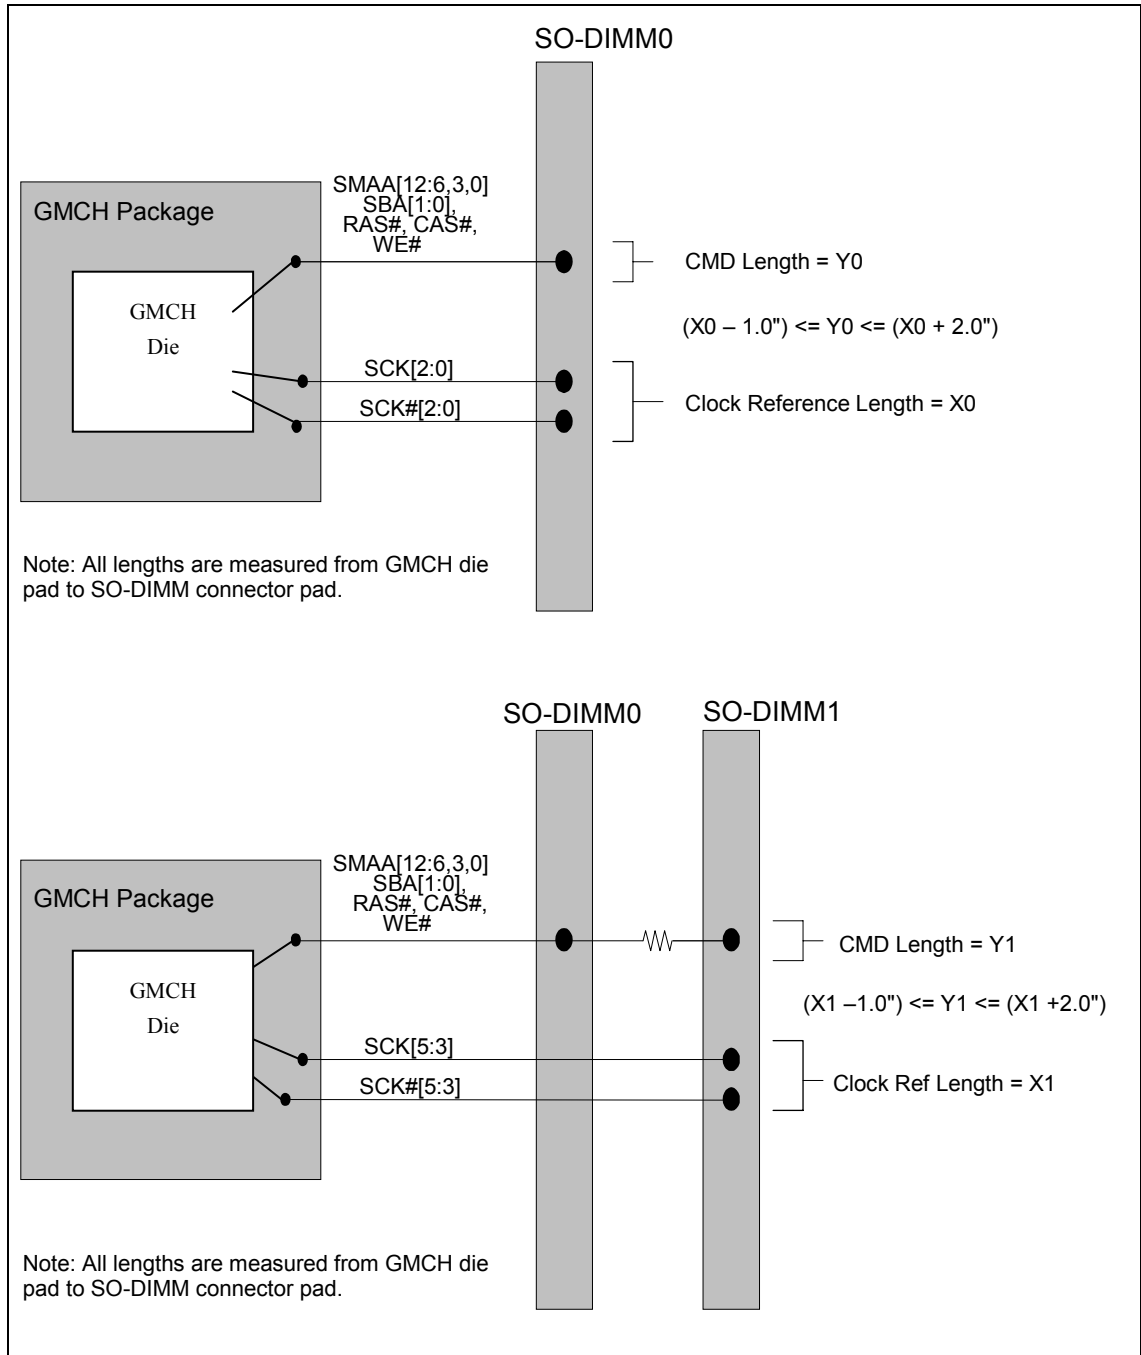 SO-DIMM0
SMAA[12:6,3,0]
SBA[1:0],
RAS#, CAS#,
WE#
GMCH Package
GMCH
Die
CMD Length = Y0
(X0 – 1.0") <= Y0 <= (X0 + 2.0")
SCK[2:0]
SCK#[2:0]
Clock Reference Length = X0
Note: All lengths are measured from GMCH die
pad to SO-DIMM connector pad.
SO-DIMM0
SO-DIMM1
SMAA[12:6,3,0]
SBA[1:0],
RAS#, CAS#,
WE#
GMCH Package
GMCH
Die
CMD Length = Y1
(X1 –1.0") <= Y1 <= (X1 +2.0")
SCK[5:3]
SCK#[5:3]
Clock Ref Length = X1
Note: All lengths are measured from GMCH die
pad to SO-DIMM connector pad.